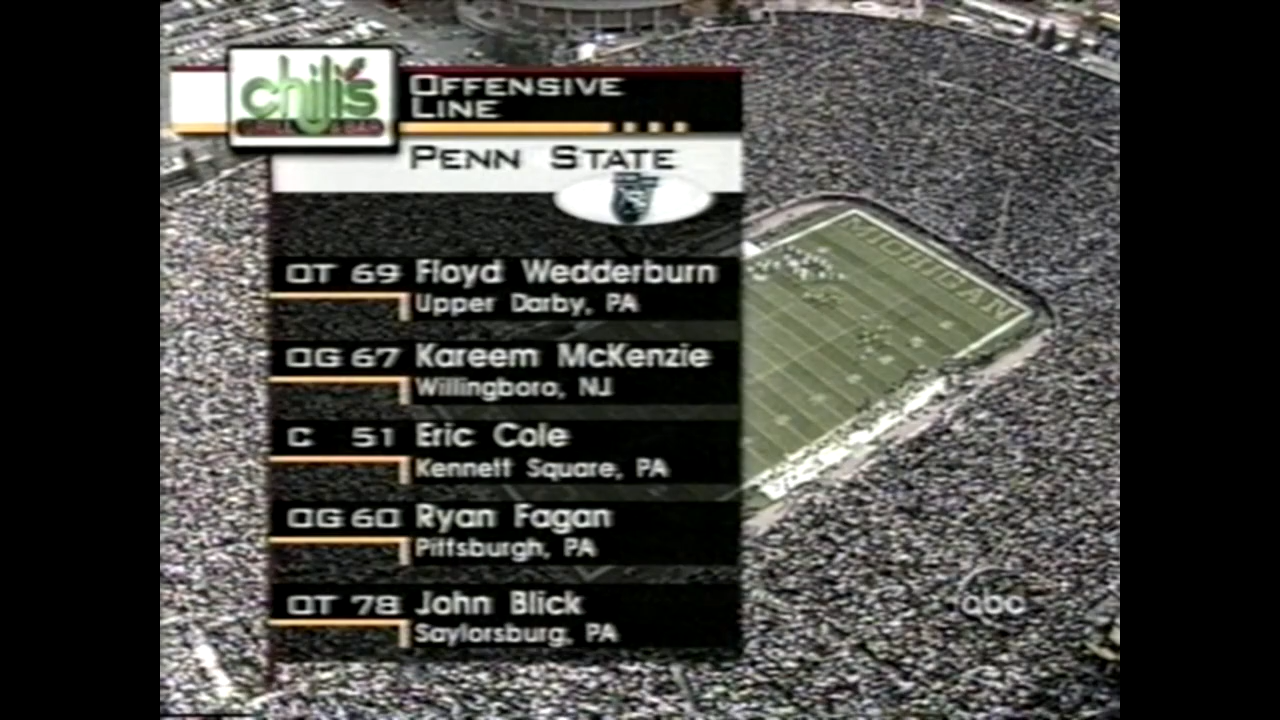 chili's
GRILL & BAR
OFFENSIVE
LINE
PENN STATE
OT 69 Floyd Wedderburn
Upper Darby, PA
OG 67 Kareem McKenzie
Willingboro, NJ
C 51 Eric Cole
Kennett Square, PA
OG 60 Ryan Fagan
Pittsburgh, PA
OT 78 John Blick
Saylorsburg, PA
MICHIGAN
abc